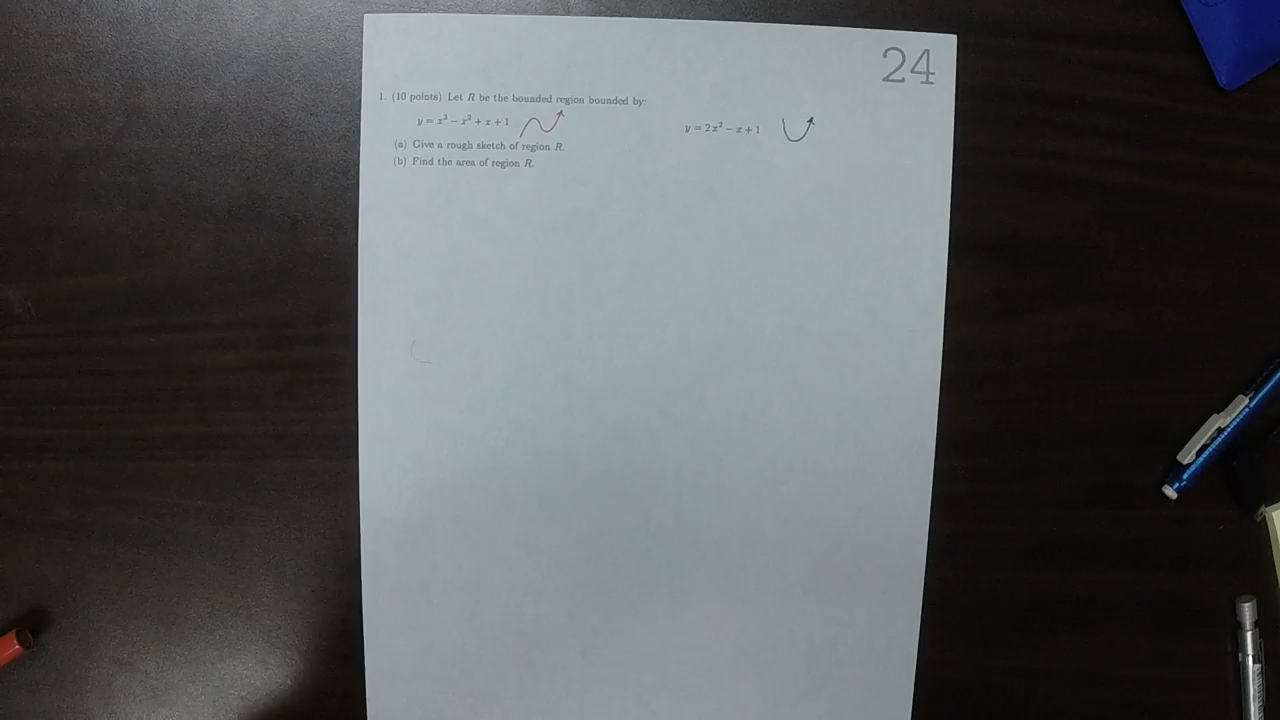 24
1. (10 points) Let R be the bounded region bounded by:
y = x³ − x² + x + 1
y = 2x² − x + 1
(a) Give a rough sketch of region R.
(b) Find the area of region R.